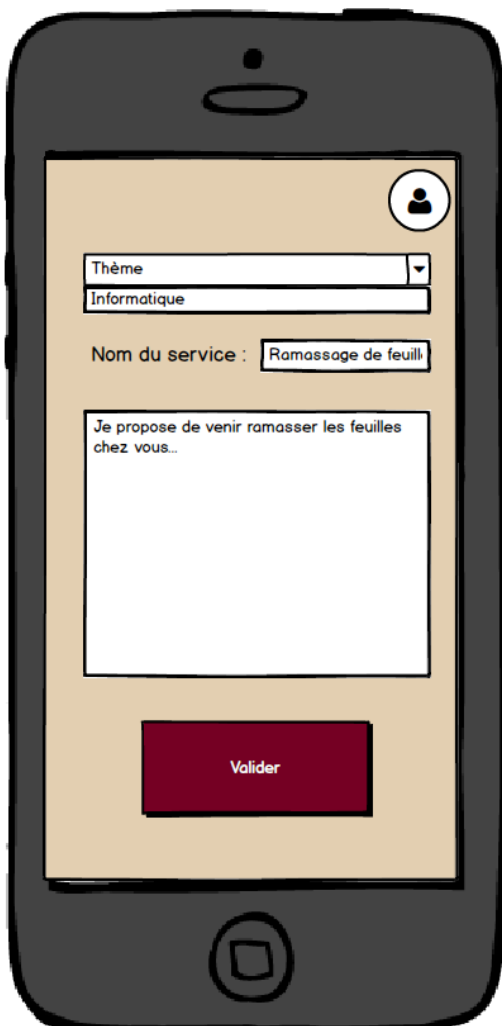 Thème
Informatique
Nom du service : Ramassage de feuill
Je propose de venir ramasser les feuilles
chez vous...
Valider